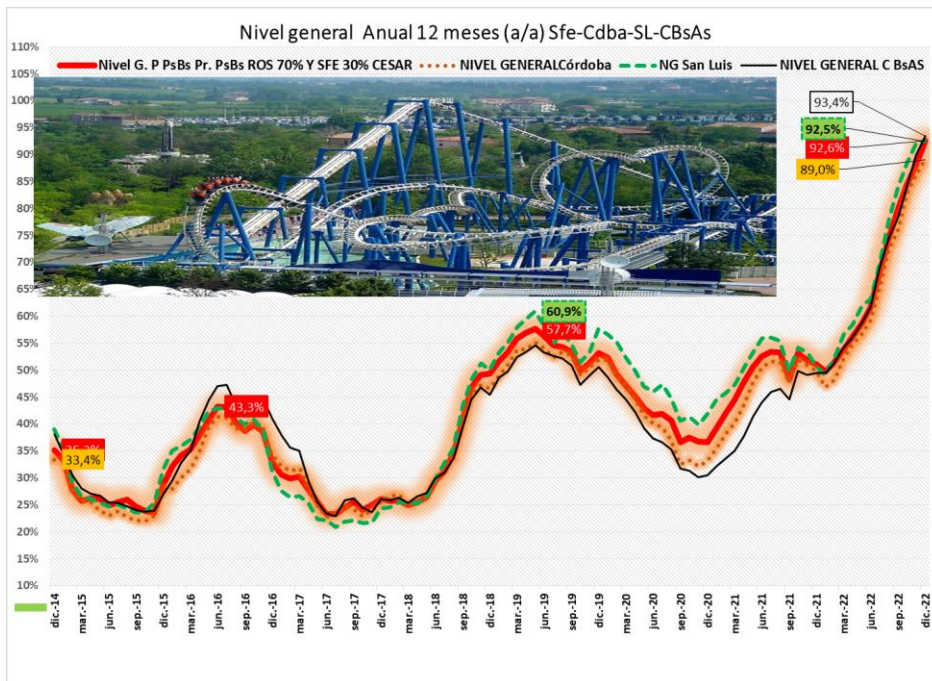 Nivel general Anual 12 meses (a/a) Sfe-Cdba-SL-CBsAs
110%
105%
100%
95%
90%
85%
80%
75%
70%
65%
60%
55%
50%
45%
40%
35%
30%
25%
20%
15%
10%
Nivel G. P PsBs Pr. PsBs ROS 70% Y SFE 30% CESAR
NIVEL GENERALCórdoba
NG San Luis
NIVEL GENERAL C BsAS
93,4%
92,5%
92,6%
89,0%
60,9%
57,7%
43,3%
33,4%
dic.-14
mar.-15
jun.-15
sep.-15
dic.-15
mar.-16
jun.-16
sep.-16
dic.-16
mar.-17
jun.-17
sep.-17
dic.-17
mar.-18
jun.-18
sep.-18
dic.-18
mar.-19
jun.-19
sep.-19
dic.-19
mar.-20
jun.-20
sep.-20
dic.-20
mar.-21
jun.-21
sep.-21
dic.-21
mar.-22
jun.-22
sep.-22
dic.-22